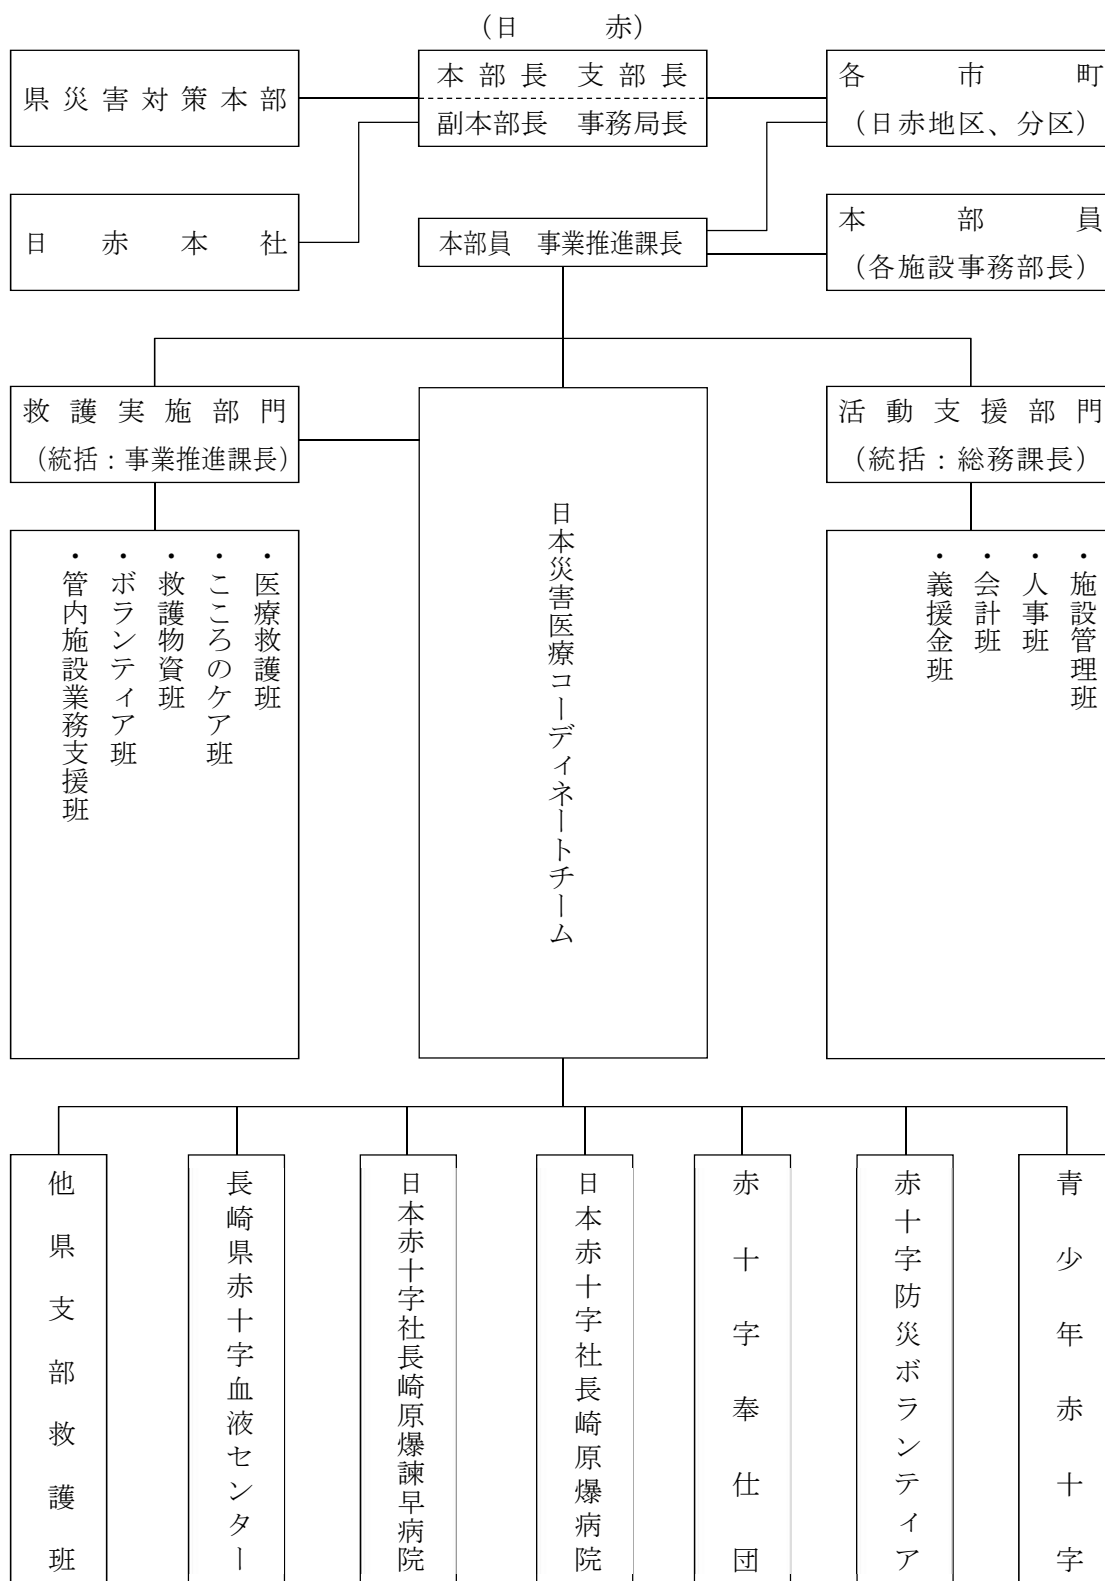 (日　赤)
県災害対策本部
本部長　支部長
副本部長　事務局長
各市町
(日赤地区、分区)
日赤本社
本部員　事業推進課長
本部員
(各施設事務部長)
救護実施部門
(統括：事業推進課長)
活動支援部門
(統括：総務課長)
・医療救護班
・こころのケア班
・救護物資班
・ボランティア班
・管内施設業務支援班
日本災害医療コーディネートチーム
・施設管理班
・人事班
・会計班
・義援金班
他県支部救護班
長崎県赤十字血液センター
日本赤十字社長崎原爆諫早病院
日本赤十字社長崎原爆病院
赤十字奉仕団
赤十字防災ボランティア
青少年赤十字